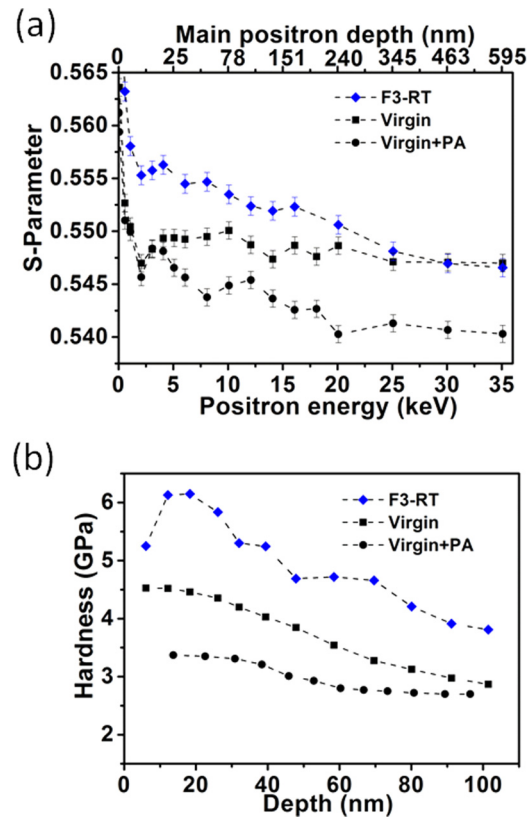 (a)
Main positron depth (nm)
0 25 78 151 240 345 463 595
0.565
0.560
0.555
0.550
0.545
0.540
S-Parameter
F3-RT
Virgin
Virgin+PA
0 5 10 15 20 25 30 35
Positron energy (keV)
(b)
6
5
4
3
2
Hardness (GPa)
F3-RT
Virgin
Virgin+PA
0 20 40 60 80 100
Depth (nm)